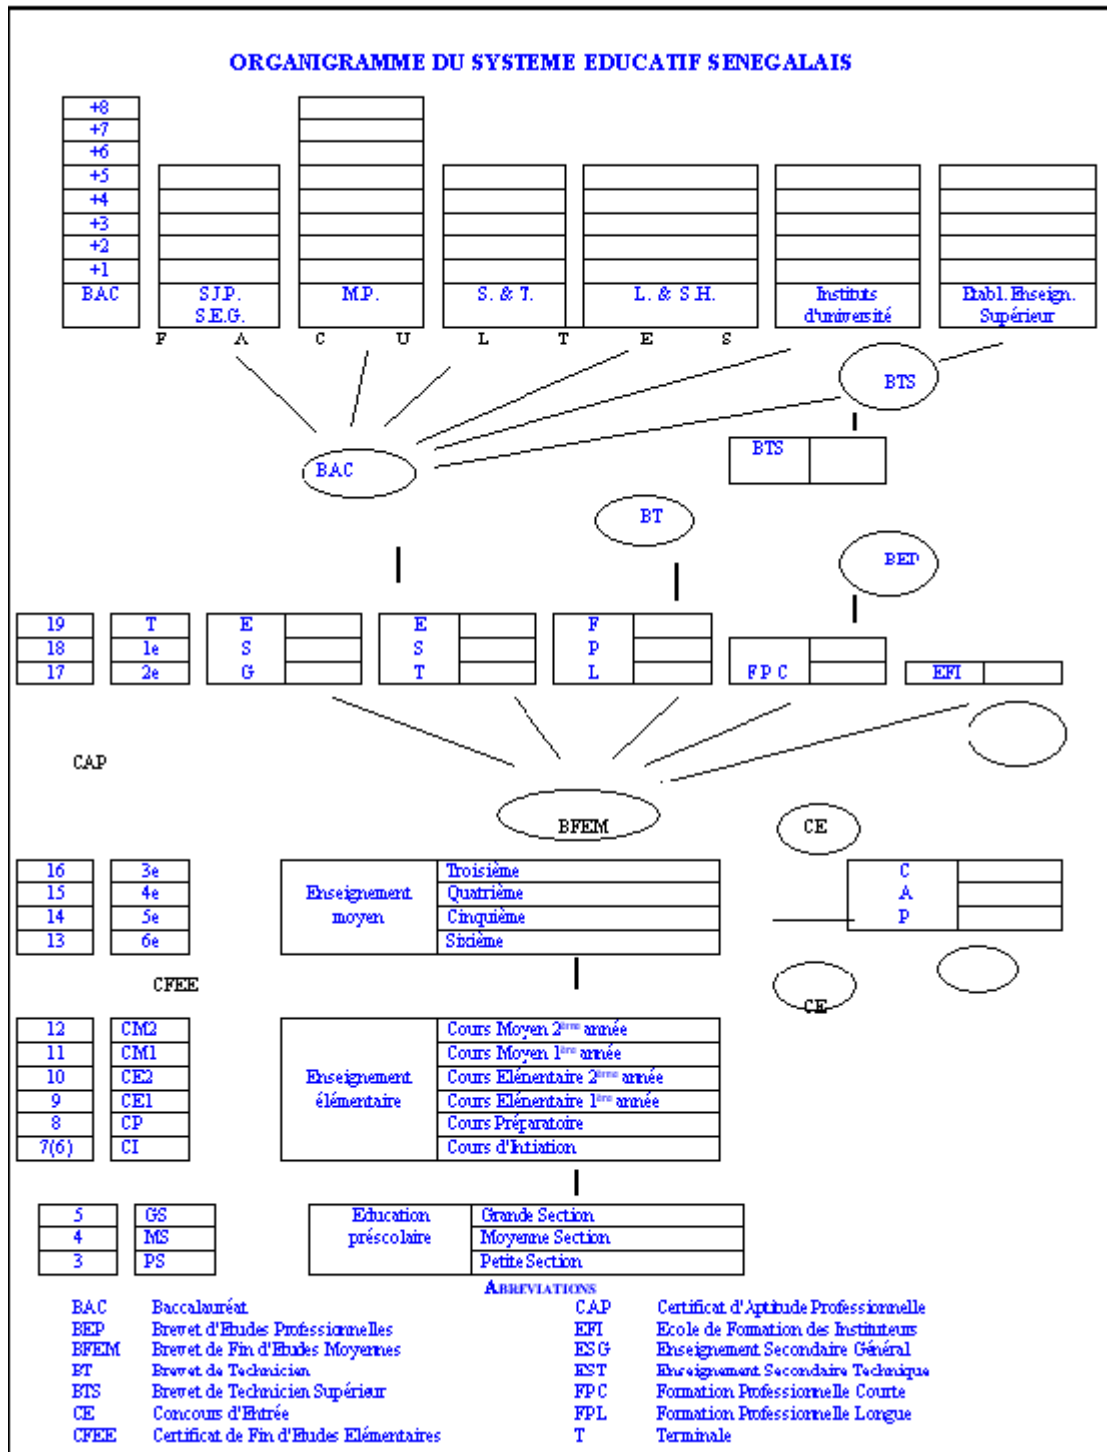 ORGANIGRAMME DU SYSTEME EDUCATIF SENEGALAIS
+8
+7
+6
+5
+4
+3
+2
+1
BAC S.J.P. M.P. S. & T. L. & S.H. Instituts Etabl. Enseign.
S.E.G. d'université Supérieur
F A C U L T E S
BTS
BTS
BAC
BT
BEP
19 T E E F
18 1e S S P
17 2e G T L F P C EFI
CAP
BFEM CE
16 3e Troisième C
15 4e Enseignement Quatrième A
14 5e moyen Cinquième P
13 6e Sixième
CFEE
CE
12 CM2 Cours Moyen 2ème année
11 CM1 Cours Moyen 1ère année
10 CE2 Enseignement Cours Elénentaire 2ème année
9 CE1 élémentaire Cours Elénentaire 1ère année
8 CP Cours Préparatoire
7(6) CI Cours d'Intiation
5 GS Education Grande Section
4 MS préscolaire Moyenne Section
3 PS Petite Section
ABREVIATIONS
BAC Baccalauréat CAP Certificat d'Aptitude Professionnelle
BEP Brevet d'Etudes Professionnelles EFI Ecole de Formation des Instituteurs
BFEM Brevet de Fin d'Etudes Moyennes ESG Enseignement Secondaire Général
BT Brevet de Technicien EST Enseignement Secondaire Technique
BTS Brevet de Technicien Supérieur FPC Formation Professionnelle Courte
CE Concours d'Entrée FPL Formation Professionnelle Longue
CFEE Certificat de Fin d'Etudes Elémentaires T Terminale